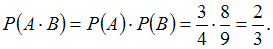 P(A · B) = P(A) · P(B) = 3/4 · 8/9 = 2/3.